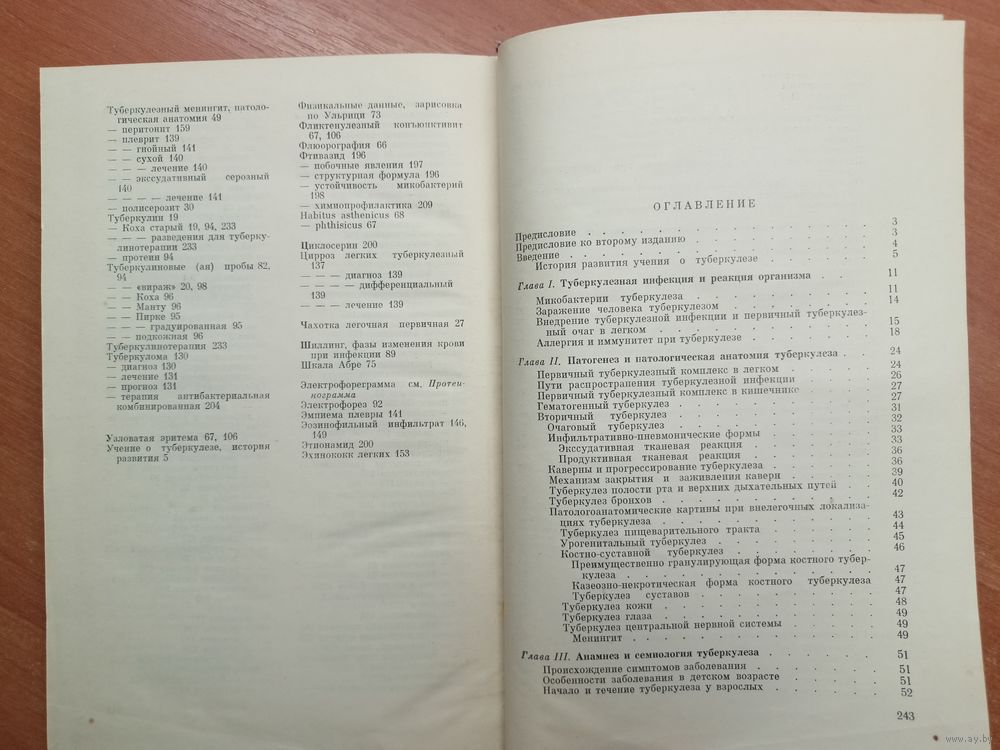 Туберкулезный менингит, патоло-
гическая анатомия 49
— перитонит 159
— плеврит 139
— — гнойный 141
— — сухой 140
— — — лечение 140
— — экссудативный серозный
140
— — — — лечение 141
— полисерозит 30
Туберкулин 19
— Коха старый 19, 94, 233
— — — разведения для туберку-
линотерапии 233
— протеин 94
Туберкулиновые (ая) пробы 82,
94
— — «вираж» 20, 98
— — Коха 96
— — Манту 96
— — Пирке 95
— — — градуированная 95
— — подкожная 96
Туберкулинотерапия 233
Туберкулома 130
— диагноз 130
— лечение 131
— прогноз 131
— терапия антибактериальная
комбинированная 204
Узловатая эритема 67, 106
Учение о туберкулезе, история
развития 5
Физикальные данные, зарисовка
по Ульрици 73
Фликтенулезный конъюнктивит
67, 106
Флюорография 66
Фтивазид 196
— побочные явления 197
— структурная формула 196
— устойчивость микобактерий
198
— химиопрофилактика 209
Habitus asthenicus 68
— phthisicus 67
Циклосерин 200
Цирроз легких туберкулезный
137
— — — диагноз 139
— — — — дифференциальный
139
— — — лечение 139
Чахотка легочная первичная 27
Шиллинг, фазы изменения крови
при инфекции 89
Шкала Абре 75
Электрофореграмма см. Протеи-
нограмма
Электрофорез 92
Эмпиема плевры 141
Эозинофильный инфильтрат 146,
149
Этионамид 200
Эхинококк легких 153
ОГЛАВЛЕНИЕ
Предисловие . . . . . . . . . . 3
Предисловие ко второму изданию . . . . . . . 3
Введение . . . . . . . . . . 4
История развития учения о туберкулезе . . . . . 5
Глава I. Туберкулезная инфекция и реакция организма . . 11
Микобактерии туберкулеза . . . . . . . 11
Заражение человека туберкулезом . . . . . . 14
Внедрение туберкулезной инфекции и первичный туберкулез-
ный очаг в легком . . . . . . . . 15
Аллергия и иммунитет при туберкулезе . . . . . 18
Глава II. Патогенез и патологическая анатомия туберкулеза . 24
Первичный туберкулезный комплекс в легком . . . . 24
Пути распространения туберкулезной инфекции . . . 26
Первичный туберкулезный комплекс в кишечнике . . . 27
Гематогенный туберкулез . . . . . . . 27
Вторичный туберкулез . . . . . . . 31
Очаговый туберкулез . . . . . . . 32
Инфильтративно-пневмонические формы . . . . . 33
Экссудативная тканевая реакция . . . . . 33
Продуктивная тканевая реакция . . . . . 36
Каверны и прогрессирование туберкулеза . . . . 36
Механизм закрытия и заживления каверн . . . . 39
Туберкулез полости рта и верхних дыхательных путей . . 40
Туберкулез бронхов . . . . . . . . 42
Патологоанатомические картины при внелегочных локализа-
циях туберкулеза . . . . . . . . 43
Туберкулез пищеварительного тракта . . . . . 44
Урогенитальный туберкулез . . . . . . 45
Костно-суставной туберкулез . . . . . . 46
Преимущественно гранулирующая форма костного тубер-
кулеза . . . . . . . . . 47
Казеозно-некротическая форма костного туберкулеза 47
Туберкулез суставов . . . . . . . 47
Туберкулез кожи . . . . . . . . 48
Туберкулез глаза . . . . . . . . 49
Туберкулез центральной нервной системы . . . . 49
Менингит . . . . . . . . . 49
Глава III. Анамнез и семиология туберкулеза . . . . . 51
Происхождение симптомов заболевания . . . . . 51
Особенности заболевания в детском возрасте . . . . 51
Начало и течение туберкулеза у взрослых . . . . . 52
243
www.ay.by